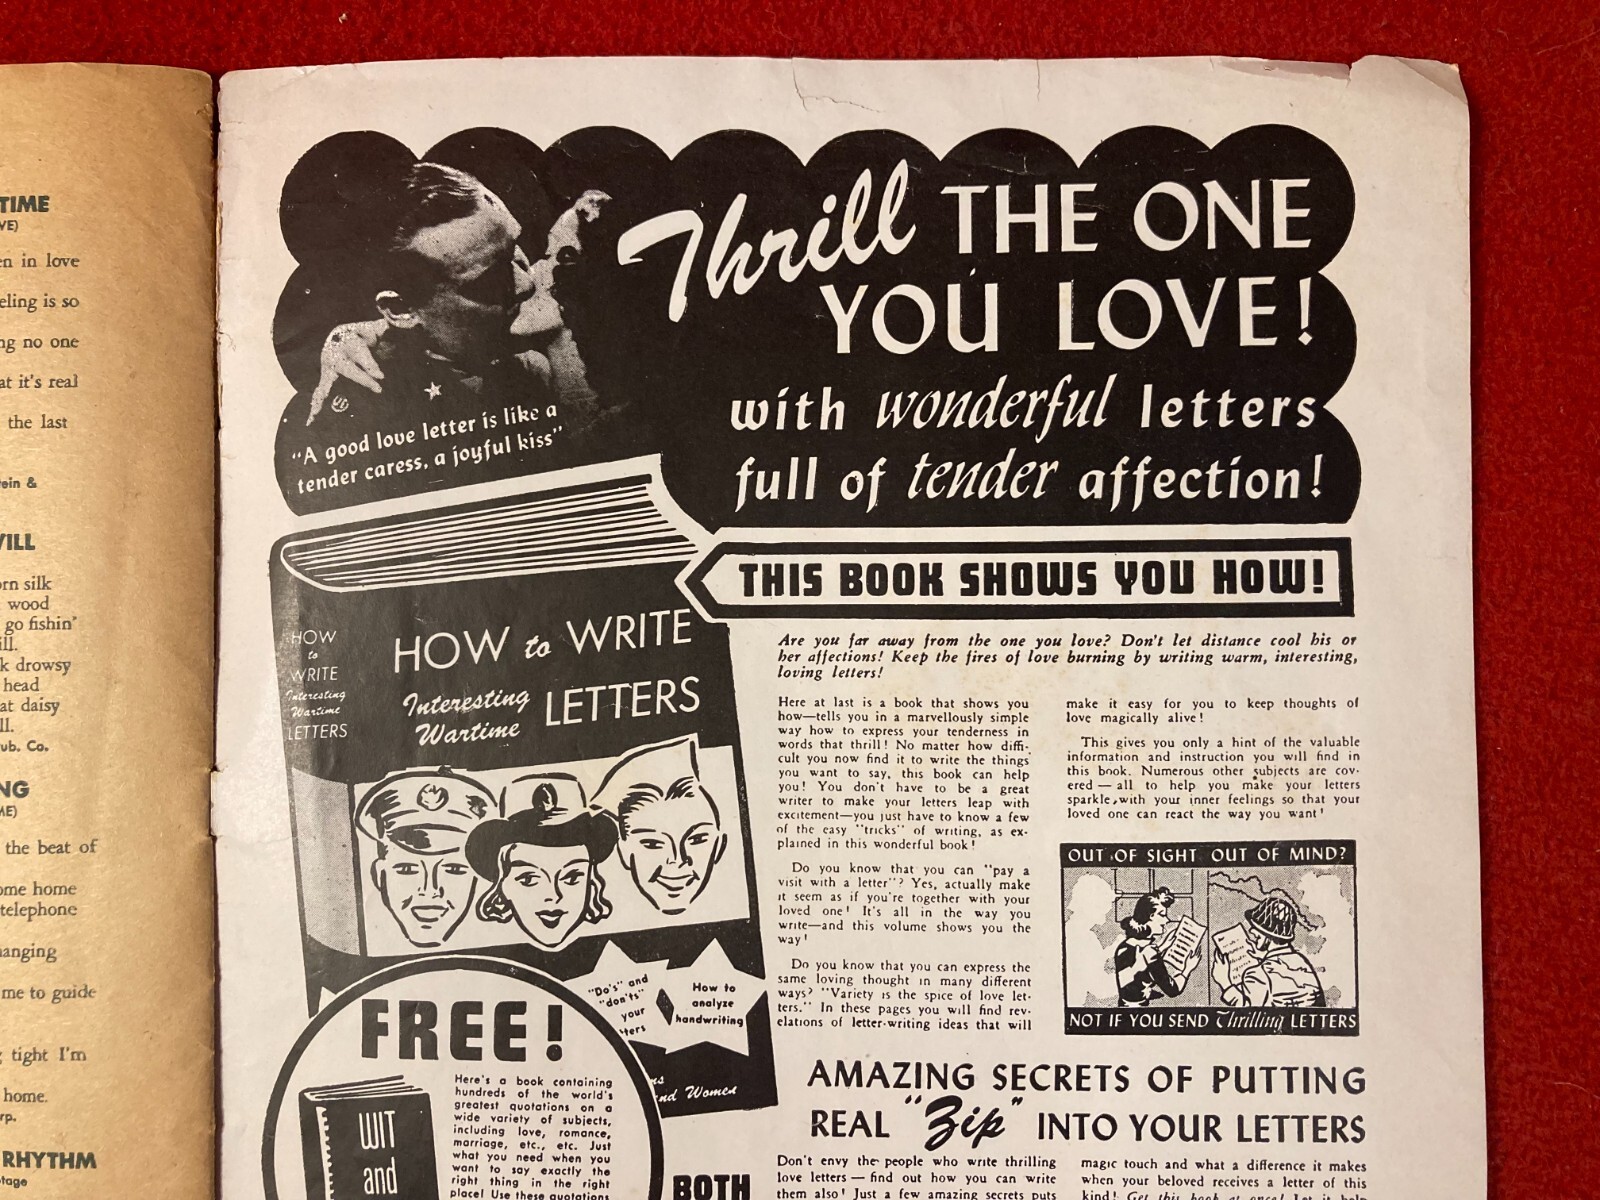 TIME
VE)
en in love
eling is so
ng no one
at it's real
the last
ein &
VILL
orn silk
wood
go fishin'
ill.
k drowsy
head
at daisy
ll.
ub. Co.
NG
ME)
the beat of
ome home
telephone
hanging
me to guide
g tight I'm
home.
rp.
RHYTHM
tage
Thrill THE ONE
YOU LOVE!
with wonderful letters
full of tender affection!
"A good love letter is like a
tender caress, a joyful kiss"
THIS BOOK SHOWS YOU HOW!
HOW
to
WRITE
Interesting
Wartime
LETTERS
HOW to WRITE
Interesting
Wartime LETTERS
"Do's" and
"don'ts"
your
ters
How to
analyze
handwriting
ns
nd Women
FREE!
WIT
and
Here's a book containing
hundreds of the world's
greatest quotations on a
wide variety of subjects,
including love, romance,
marriage, etc., etc. Just
what you need when you
want to say exactly the
right thing in the right
place! Use these quotations
BOTH
Are you far away from the one you love? Don't let distance cool his or
her affections! Keep the fires of love burning by writing warm, interesting,
loving letters!
Here at last is a book that shows you
how—tells you in a marvellously simple
way how to express your tenderness in
words that thrill! No matter how diffi-
cult you now find it to write the things
you want to say, this book can help
you! You don't have to be a great
writer to make your letters leap with
excitement—you just have to know a few
of the easy "tricks" of writing, as ex-
plained in this wonderful book!
Do you know that you can "pay a
visit with a letter"? Yes, actually make
it seem as if you're together with your
loved one! It's all in the way you
write—and this volume shows you the
way!
Do you know that you can express the
same loving thought in many different
ways? "Variety is the spice of love let-
ters." In these pages you will find rev-
elations of letter-writing ideas that will
make it easy for you to keep thoughts of
love magically alive!
This gives you only a hint of the valuable
information and instruction you will find in
this book. Numerous other subjects are cov-
ered — all to help you make your letters
sparkle with your inner feelings so that your
loved one can react the way you want!
OUT OF SIGHT OUT OF MIND?
NOT IF YOU SEND Thrilling LETTERS
AMAZING SECRETS OF PUTTING
REAL "Zip" INTO YOUR LETTERS
Don't envy the people who write thrilling
love letters — find out how you can write
them also! Just a few amazing secrets puts
magic touch and what a difference it makes
when your beloved receives a letter of this
kind! Get this book at once! Let it help